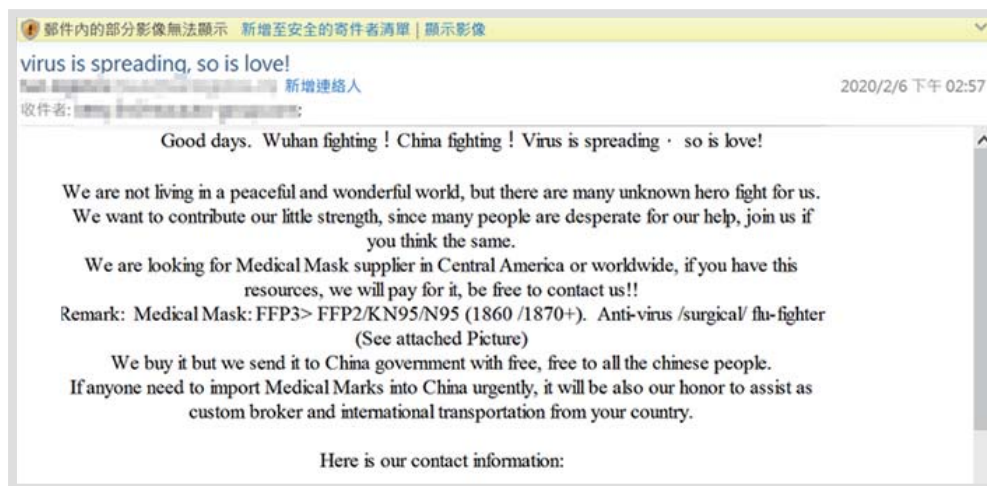 郵件內的部分影像無法顯示 新增至安全的寄件者清單 | 顯示影像
virus is spreading, so is love!
新增連絡人 2020/2/6 下午 02:57
收件者:
Good days. Wuhan fighting！China fighting！Virus is spreading， so is love!
We are not living in a peaceful and wonderful world, but there are many unknown hero fight for us.
We want to contribute our little strength, since many people are desperate for our help, join us if
you think the same.
We are looking for Medical Mask supplier in Central America or worldwide, if you have this
resources, we will pay for it, be free to contact us!!
Remark: Medical Mask: FFP3> FFP2/KN95/N95 (1860 /1870+). Anti-virus /surgical/ flu-fighter
(See attached Picture)
We buy it but we send it to China government with free, free to all the chinese people.
If anyone need to import Medical Marks into China urgently, it will be also our honor to assist as
custom broker and international transportation from your country.
Here is our contact information: